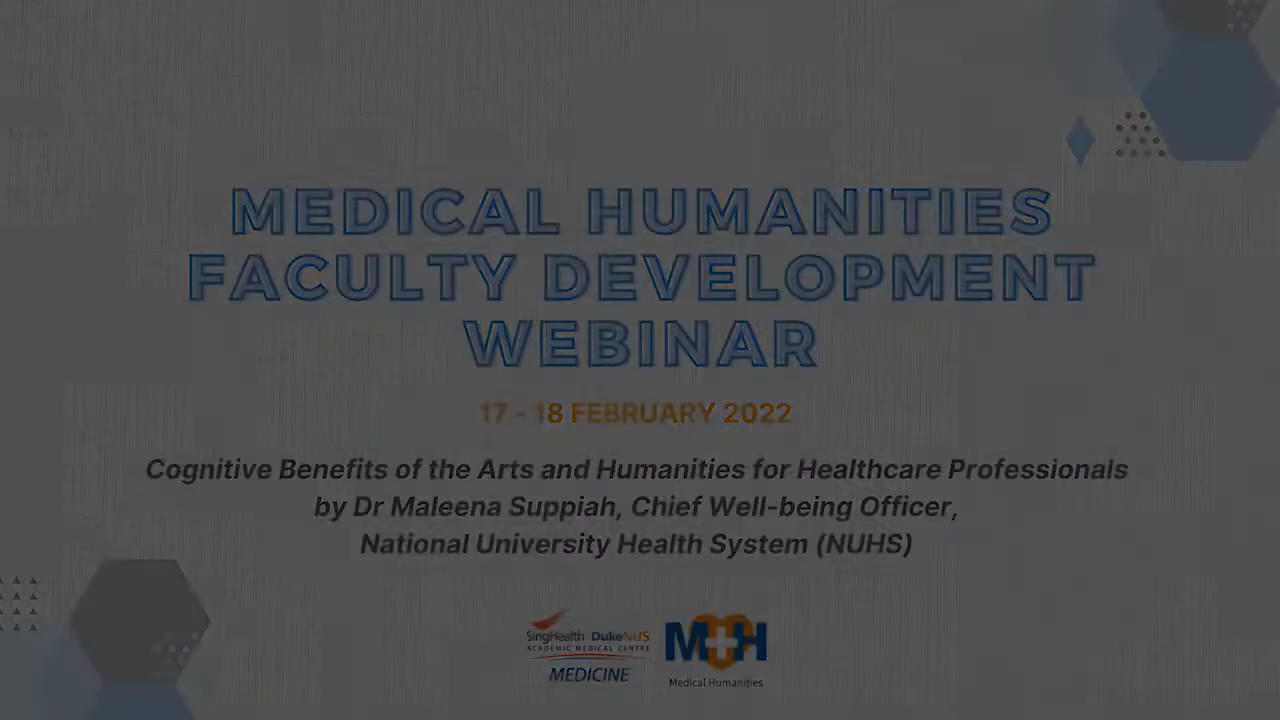 MEDICAL HUMANITIES
FACULTY DEVELOPMENT
WEBINAR
17 - 18 FEBRUARY 2022
Cognitive Benefits of the Arts and Humanities for Healthcare Professionals
by Dr Maleena Suppiah, Chief Well-being Officer,
National University Health System (NUHS)
SingHealth DukeNUS
ACADEMIC MEDICAL CENTRE
MEDICINE
M+H
Medical Humanities